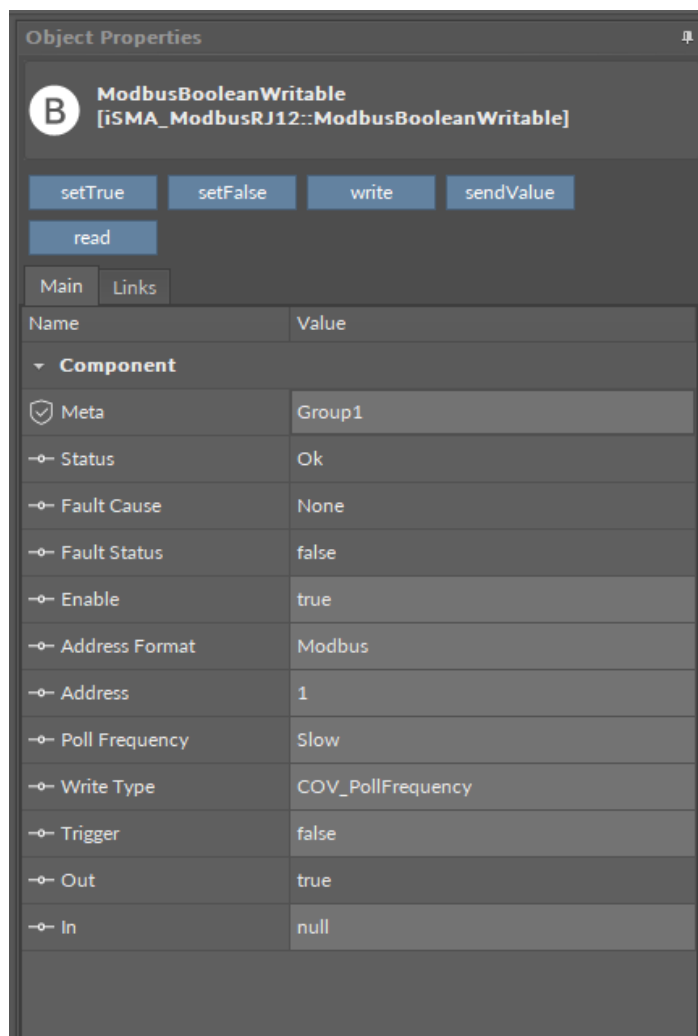 Object Properties
B
ModbusBooleanWritable
[iSMA_ModbusRJ12::ModbusBooleanWritable]
setTrue setFalse write sendValue
read
Main Links
Name Value
Component
Meta Group1
Status Ok
Fault Cause None
Fault Status false
Enable true
Address Format Modbus
Address 1
Poll Frequency Slow
Write Type COV_PollFrequency
Trigger false
Out true
In null